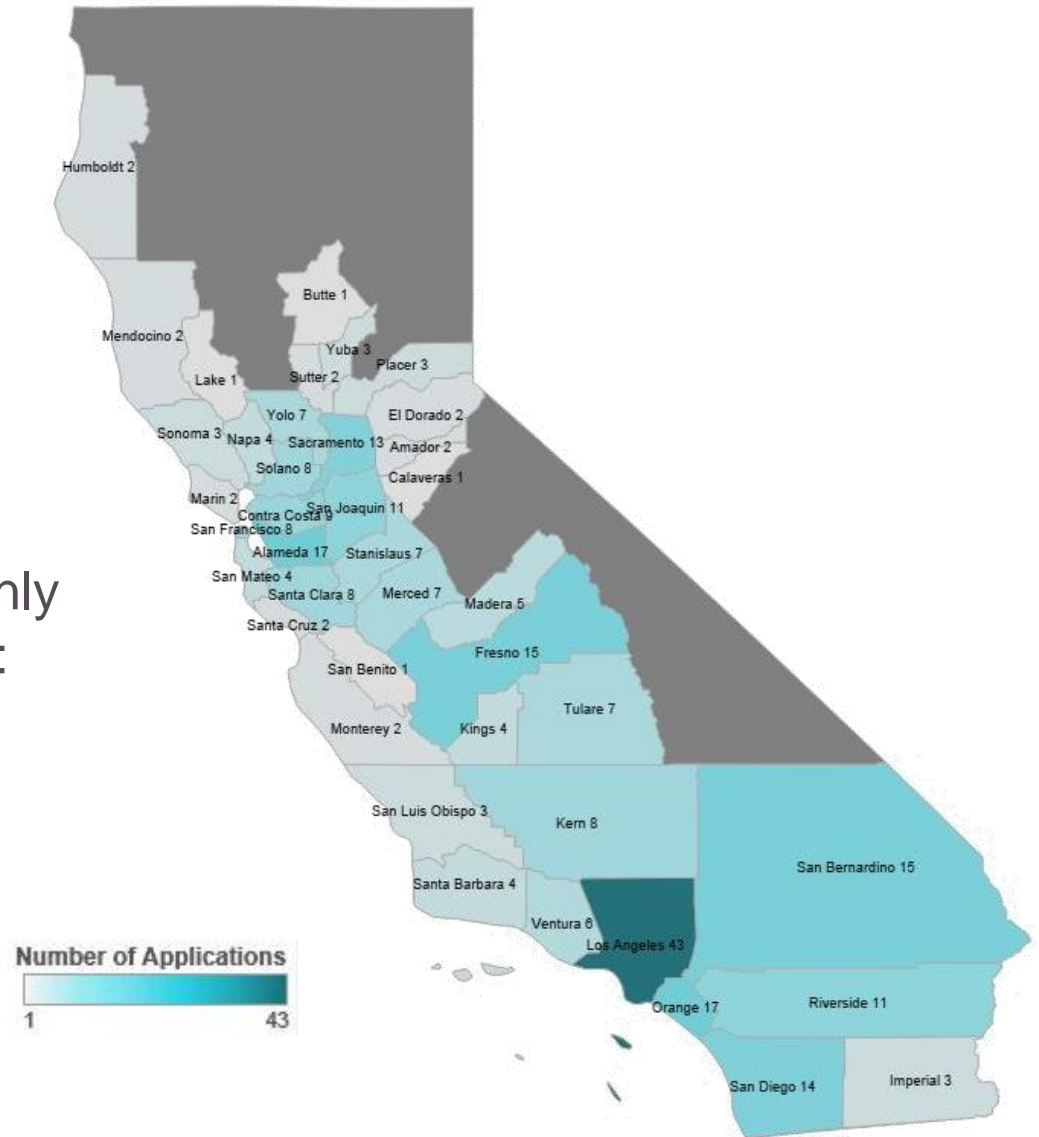 Humboldt 2
Butte 1
Mendocino 2
Yuba 3
Placer 3
Lake 1
Sutter 2
Yolo 7
El Dorado 2
Sonoma 3
Napa 4
Sacramento 13
Amador 2
Solano 8
Calaveras 1
Marin 2
San Joaquin 11
Contra Costa 9
San Francisco 8
Alameda 17
Stanislaus 7
San Mateo 4
Santa Clara 8
Merced 7
Madera 5
Santa Cruz 2
nly
:
Fresno 15
San Benito 1
Tulare 7
Monterey 2
Kings 4
San Luis Obispo 3
Kern 8
San Bernardino 15
Santa Barbara 4
Ventura 6
Los Angeles 43
Number of Applications
1 43
Orange 17
Riverside 11
San Diego 14
Imperial 3